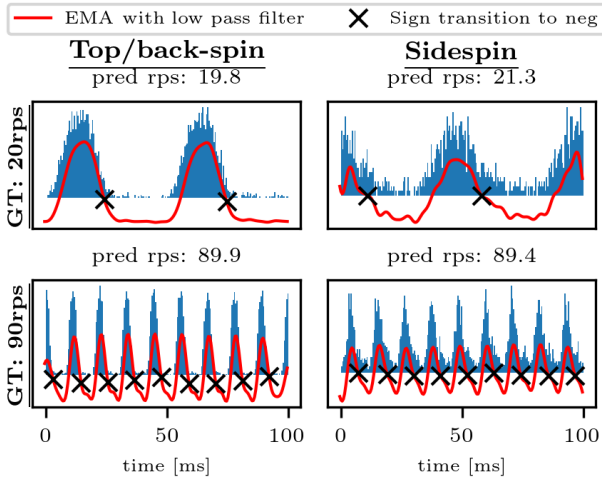 EMA with low pass filter
Sign transition to neg
Top/back-spin
Sidespin
pred rps: 19.8
pred rps: 21.3
GT: 20rps
pred rps: 89.9
pred rps: 89.4
GT: 90rps
0
50
100
0
50
100
time [ms]
time [ms]